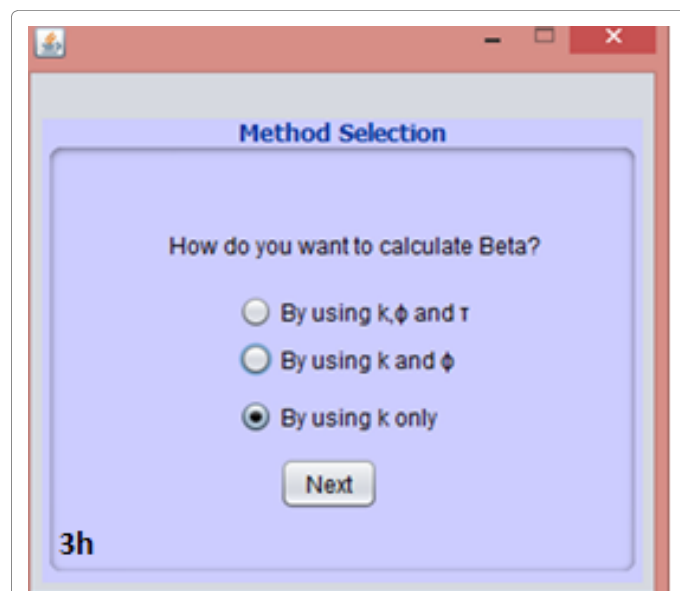 Method Selection
How do you want to calculate Beta?
By using k,ϕ and τ
By using k and ϕ
By using k only
Next
3h